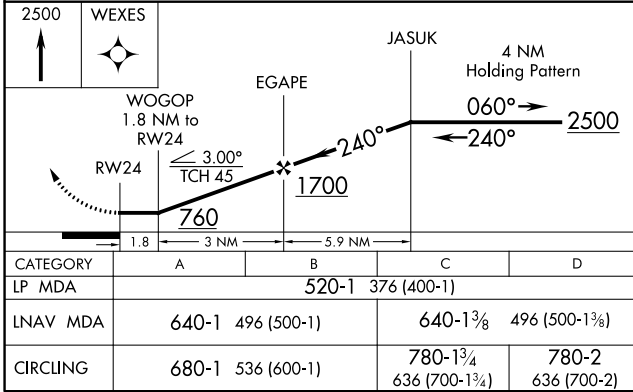 2500 WEXES
JASUK
4 NM
Holding Pattern
EGAPE
WOGOP
1.8 NM to
RW24
060°
240°
2500
240°
RW24
3.00°
TCH 45
1700
760
1.8 3 NM 5.9 NM
CATEGORY A B C D
LP MDA 520-1 376 (400-1)
LNAV MDA 640-1 496 (500-1) 640-1⅜ 496 (500-1⅜)
CIRCLING 680-1 536 (600-1) 780-1¾ 636 (700-1¾) 780-2 636 (700-2)